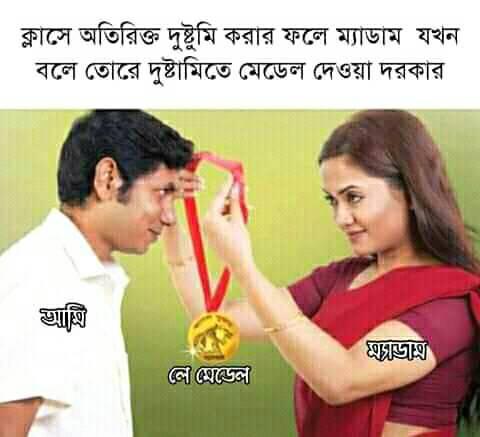 ক্লাসে অতিরিক্ত দুষ্টুমি করার ফলে ম্যাডাম যখন
বলে তোরে দুষ্টামিতে মেডেল দেওয়া দরকার
আমি
ম্যাডাম
লে মেডেল